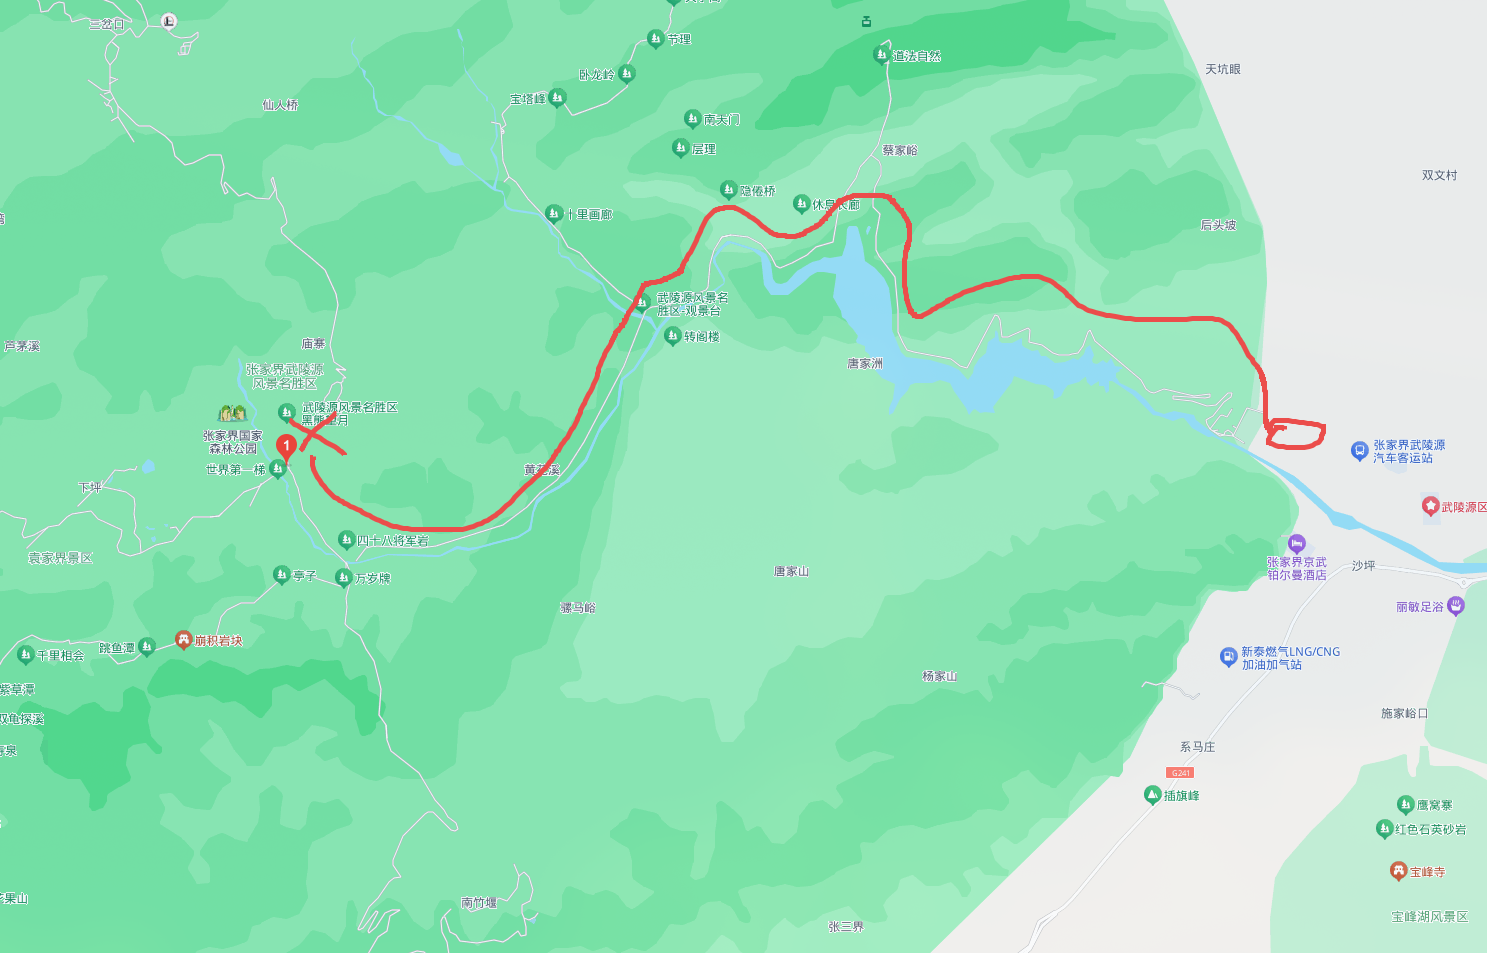 三岔口
节理
道法自然
卧龙岭
天坑眼
宝塔峰
仙人桥
南天门
层理
蔡家峪
双文村
隐倦桥
休息长廊
十里画廊
后头坡
武陵源风景名
胜区-观景台
转阁楼
芦茅溪
庙寨
唐家洲
张家界武陵源
风景名胜区
武陵源风景名胜区
黑熊望月
张家界国家
森林公园
1
世界第一梯
黄龙溪
张家界武陵源
汽车客运站
下坪
武陵源区
四十八将军岩
袁家界景区
亭子
万岁牌
唐家山
张家界京武
铂尔曼酒店
沙坪
骡马峪
丽敏足浴
崩积岩块
跳鱼潭
千里相会
新泰燃气LNG/CNG
加油加气站
杨家山
紫草潭
双龟探溪
施家峪口
系马庄
G241
插旗峰
鹰窝寨
红色石英砂岩
宝峰寺
南竹堰
宝峰湖风景区
张三界